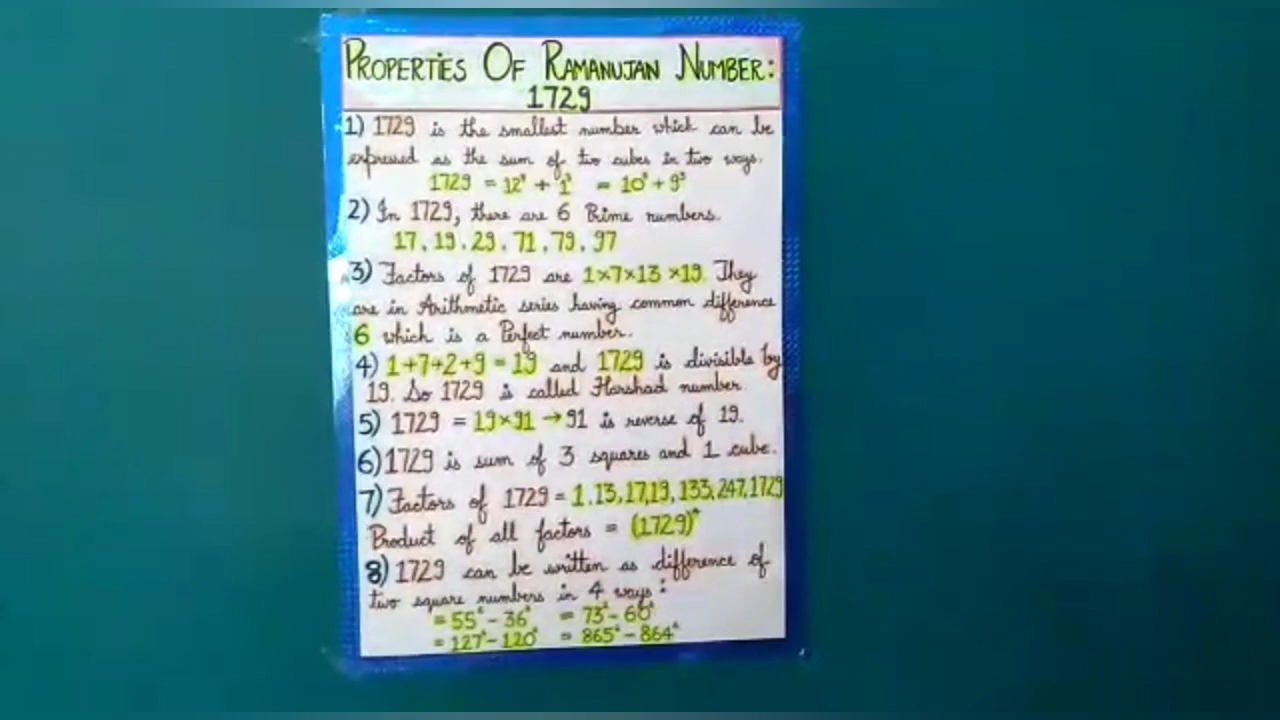 PROPERTIES OF RAMANUJAN NUMBER:
1729
1) 1729 is the smallest number which can be
expressed as the sum of two cubes in two ways.
1729 = 12³ + 1³ = 10³ + 9³
2) In 1729, there are 6 Prime numbers.
17, 19, 29, 71, 79, 97
3) Factors of 1729 are 1×7×13×19. They
are in Arithmetic series having common difference
6 which is a Perfect number.
4) 1+7+2+9 = 19 and 1729 is divisible by
19. So 1729 is called Harshad number.
5) 1729 = 19×91 → 91 is reverse of 19.
6) 1729 is sum of 3 squares and 1 cube.
7) Factors of 1729 = 1,13,17,19,133,247,1729
Product of all factors = (1729)⁴
8) 1729 can be written as difference of
two square numbers in 4 ways:
= 55² - 36² = 73² - 60²
= 127² - 120² = 865² - 864²